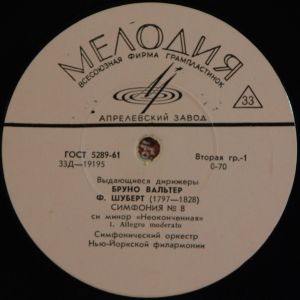 МЕЛОДИЯ
ВСЕСОЮЗНАЯ ФИРМА ГРАМПЛАСТИНОК
33
АПРЕЛЕВСКИЙ ЗАВОД
ГОСТ 5289-61
33Д—19195
Вторая гр.-1
0-70
Выдающиеся дирижеры
БРУНО ВАЛЬТЕР
Ф. ШУБЕРТ (1797—1828)
СИМФОНИЯ № 8
си минор «Неоконченная»
1. Allegro moderato
Симфонический оркестр
Нью-Йоркской филармонии